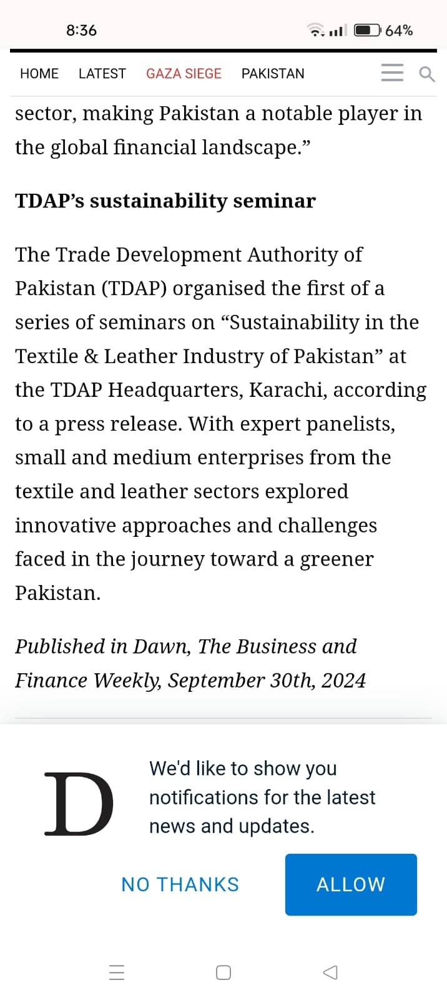 8:36 64%
HOME LATEST GAZA SIEGE PAKISTAN
sector, making Pakistan a notable player in
the global financial landscape.”
TDAP’s sustainability seminar
The Trade Development Authority of
Pakistan (TDAP) organised the first of a
series of seminars on “Sustainability in the
Textile & Leather Industry of Pakistan” at
the TDAP Headquarters, Karachi, according
to a press release. With expert panelists,
small and medium enterprises from the
textile and leather sectors explored
innovative approaches and challenges
faced in the journey toward a greener
Pakistan.
Published in Dawn, The Business and
Finance Weekly, September 30th, 2024
D
We'd like to show you
notifications for the latest
news and updates.
NO THANKS ALLOW